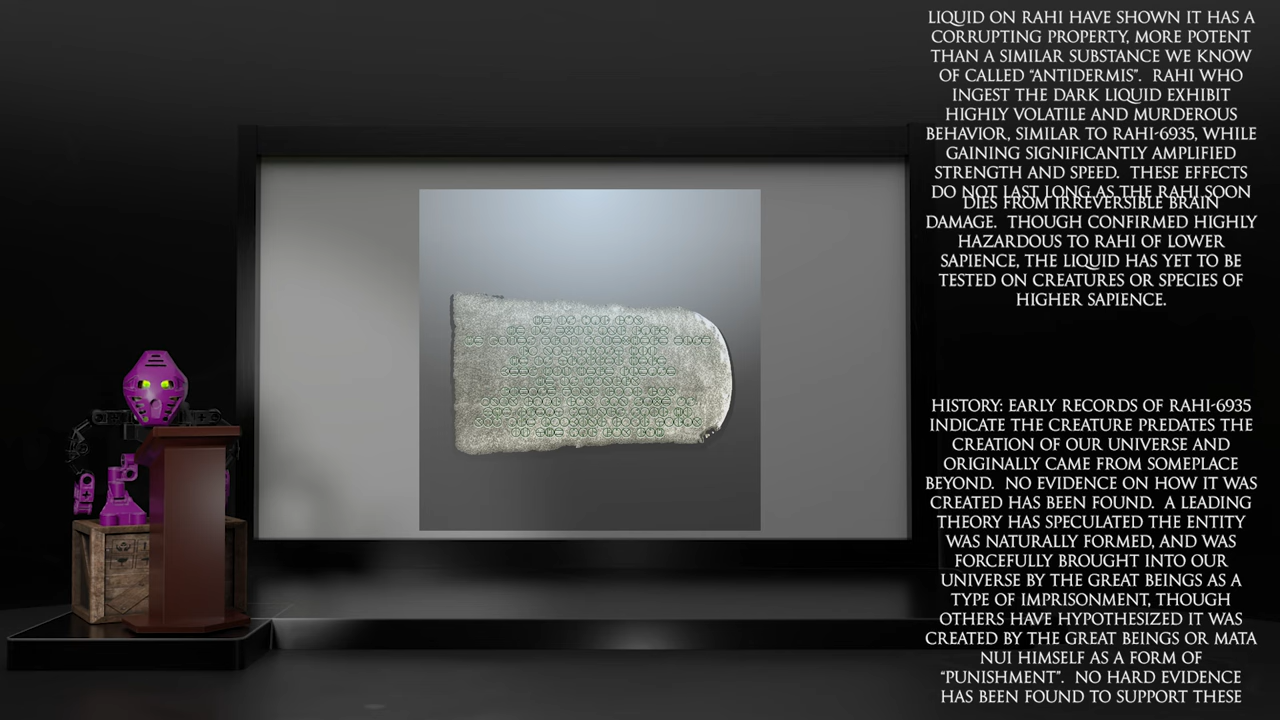 LIQUID ON RAHI HAVE SHOWN IT HAS A
CORRUPTING PROPERTY, MORE POTENT
THAN A SIMILAR SUBSTANCE WE KNOW
OF CALLED “ANTIDERMIS”. RAHI WHO
INGEST THE DARK LIQUID EXHIBIT
HIGHLY VOLATILE AND MURDEROUS
BEHAVIOR, SIMILAR TO RAHI-6935, WHILE
GAINING SIGNIFICANTLY AMPLIFIED
STRENGTH AND SPEED. THESE EFFECTS
DO NOT LAST LONG AS THE RAHI SOON
DIES FROM IRREVERSIBLE BRAIN
DAMAGE. THOUGH CONFIRMED HIGHLY
HAZARDOUS TO RAHI OF LOWER
SAPIENCE, THE LIQUID HAS YET TO BE
TESTED ON CREATURES OR SPECIES OF
HIGHER SAPIENCE.
HISTORY: EARLY RECORDS OF RAHI-6935
INDICATE THE CREATURE PREDATES THE
CREATION OF OUR UNIVERSE AND
ORIGINALLY CAME FROM SOMEPLACE
BEYOND. NO EVIDENCE ON HOW IT WAS
CREATED HAS BEEN FOUND. A LEADING
THEORY HAS SPECULATED THE ENTITY
WAS NATURALLY FORMED, AND WAS
FORCEFULLY BROUGHT INTO OUR
UNIVERSE BY THE GREAT BEINGS AS A
TYPE OF IMPRISONMENT, THOUGH
OTHERS HAVE HYPOTHESIZED IT WAS
CREATED BY THE GREAT BEINGS OR MATA
NUI HIMSELF AS A FORM OF
“PUNISHMENT”. NO HARD EVIDENCE
HAS BEEN FOUND TO SUPPORT THESE